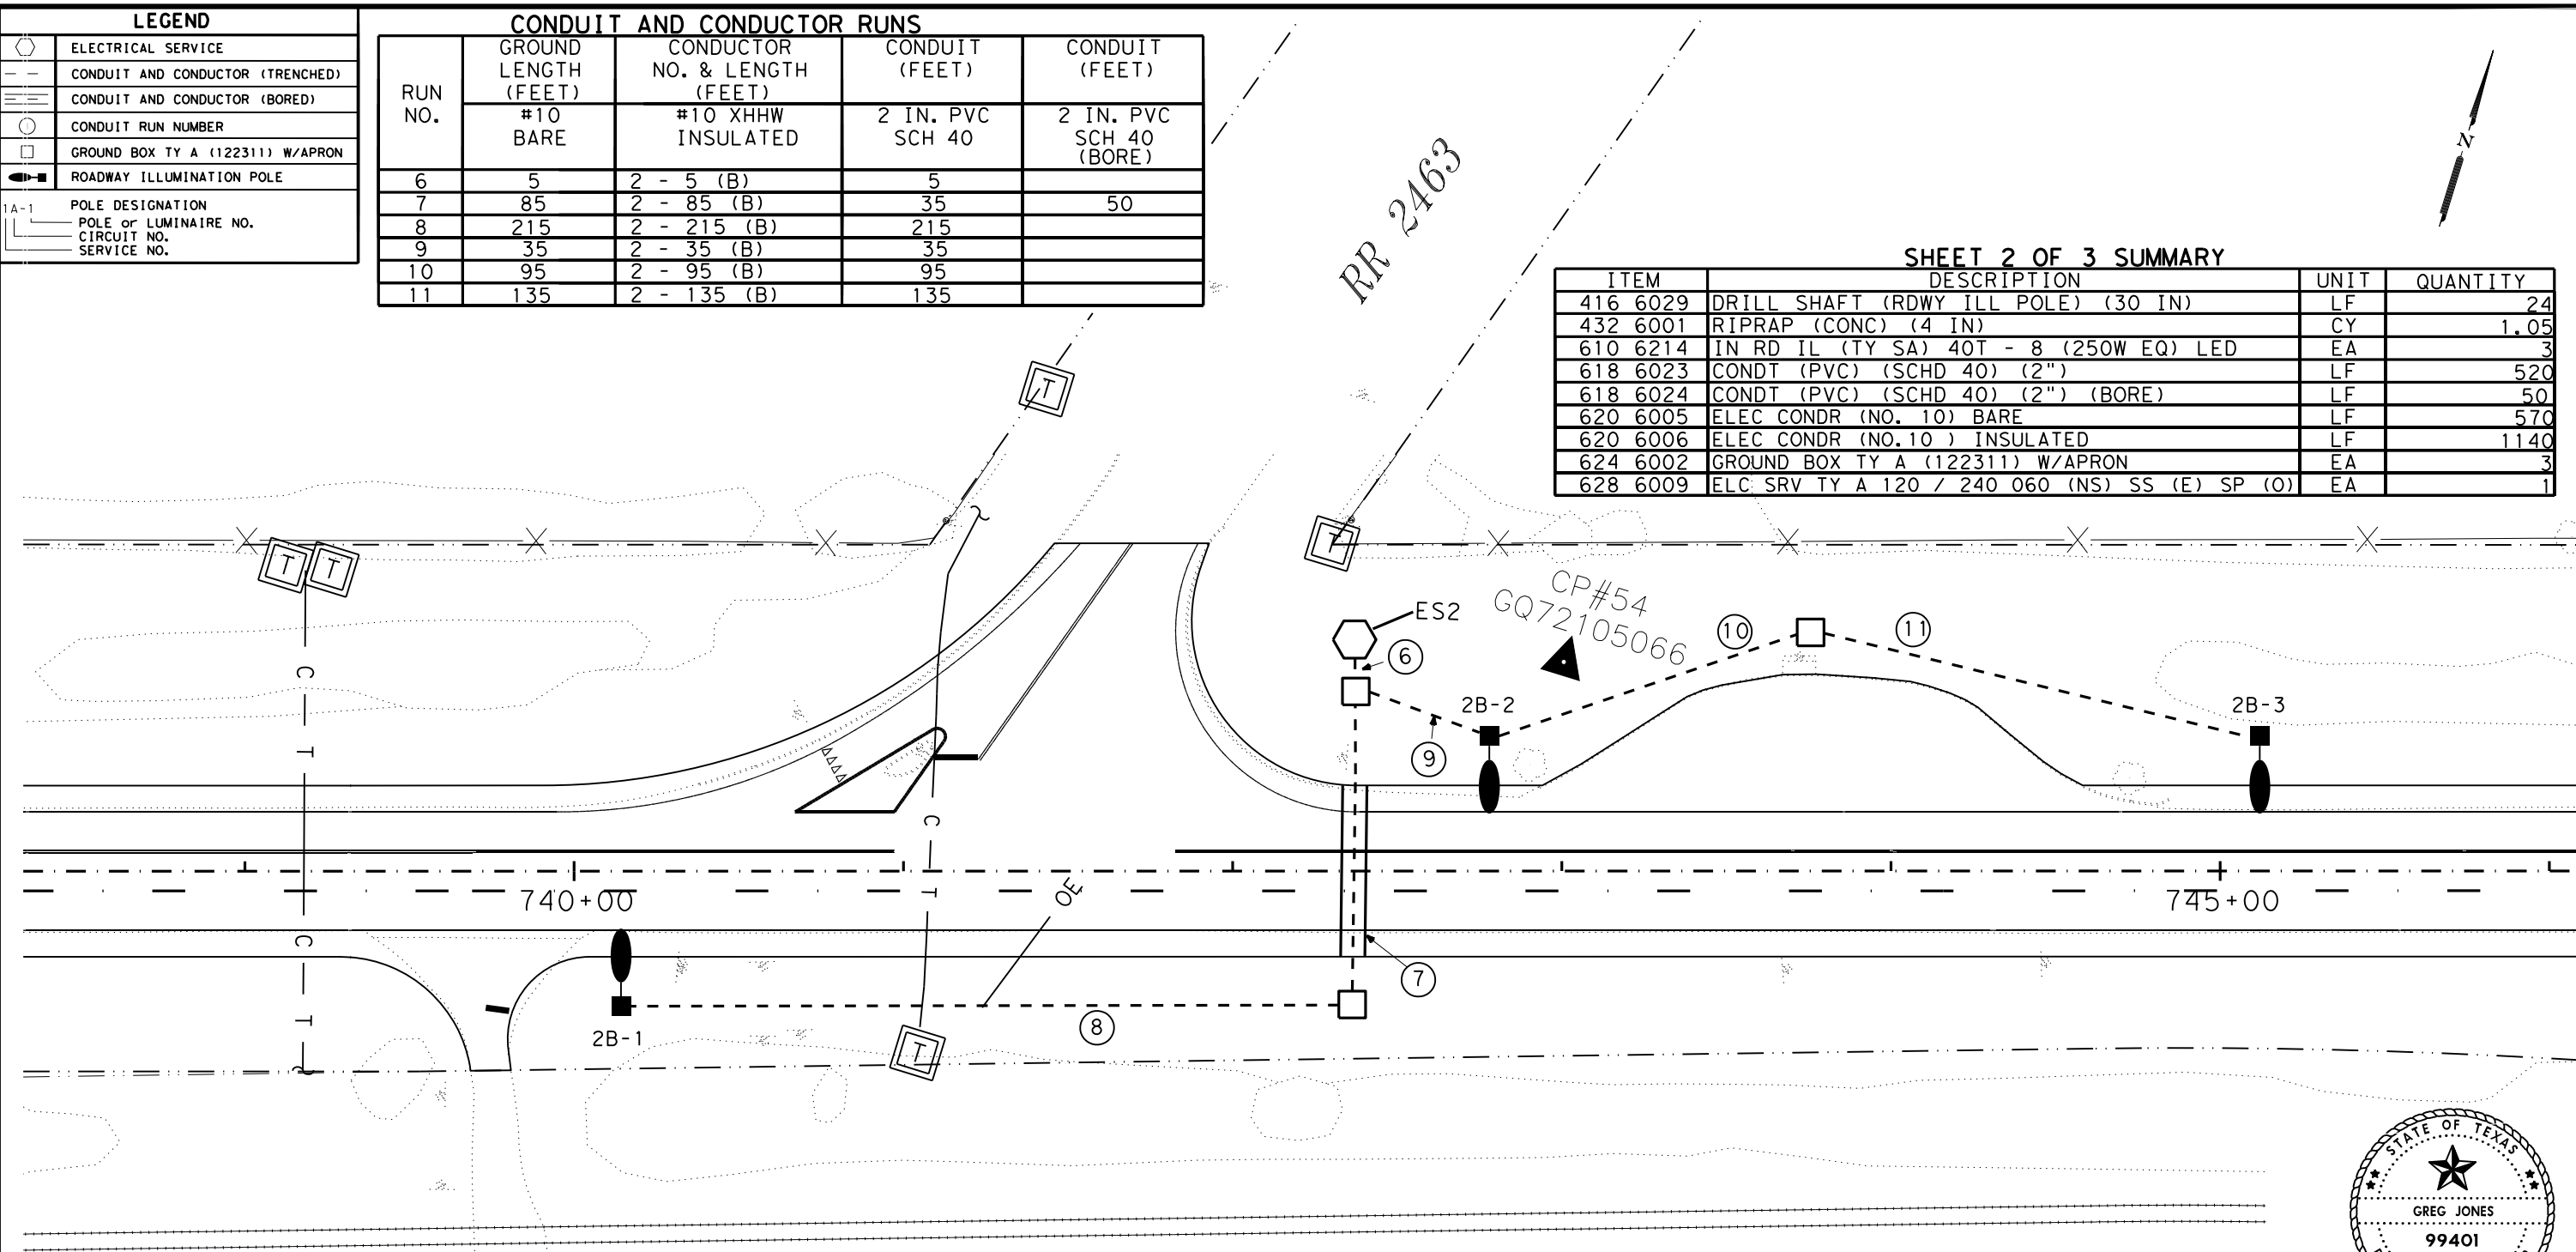 LEGEND
ELECTRICAL SERVICE
CONDUIT AND CONDUCTOR (TRENCHED)
CONDUIT AND CONDUCTOR (BORED)
CONDUIT RUN NUMBER
GROUND BOX TY A (122311) W/APRON
ROADWAY ILLUMINATION POLE
1A-1 POLE DESIGNATION
POLE or LUMINAIRE NO.
CIRCUIT NO.
SERVICE NO.
CONDUIT AND CONDUCTOR RUNS
RUN NO. GROUND LENGTH (FEET) CONDUCTOR NO. & LENGTH (FEET) CONDUIT (FEET) CONDUIT (FEET)
#10 BARE #10 XHHW INSULATED 2 IN. PVC SCH 40 2 IN. PVC SCH 40 (BORE)
6 5 2 - 5 (B) 5
7 85 2 - 85 (B) 35 50
8 215 2 - 215 (B) 215
9 35 2 - 35 (B) 35
10 95 2 - 95 (B) 95
11 135 2 - 135 (B) 135
RR 2463
N
SHEET 2 OF 3 SUMMARY
ITEM DESCRIPTION UNIT QUANTITY
416 6029 DRILL SHAFT (RDWY ILL POLE) (30 IN) LF 24
432 6001 RIPRAP (CONC) (4 IN) CY 1.05
610 6214 IN RD IL (TY SA) 40T - 8 (250W EQ) LED EA 3
618 6023 CONDT (PVC) (SCHD 40) (2") LF 520
618 6024 CONDT (PVC) (SCHD 40) (2") (BORE) LF 50
620 6005 ELEC CONDR (NO. 10) BARE LF 570
620 6006 ELEC CONDR (NO.10 ) INSULATED LF 1140
624 6002 GROUND BOX TY A (122311) W/APRON EA 3
628 6009 ELC SRV TY A 120 / 240 060 (NS) SS (E) SP (O) EA 1
T
T
T T
CP#54
GQ72105066
ES2
6
10
11
C
T
2B-2
2B-3
9
C
T
740+00
OE
745+00
C
T
7
8
2B-1
T
STATE OF TEXAS
GREG JONES
99401